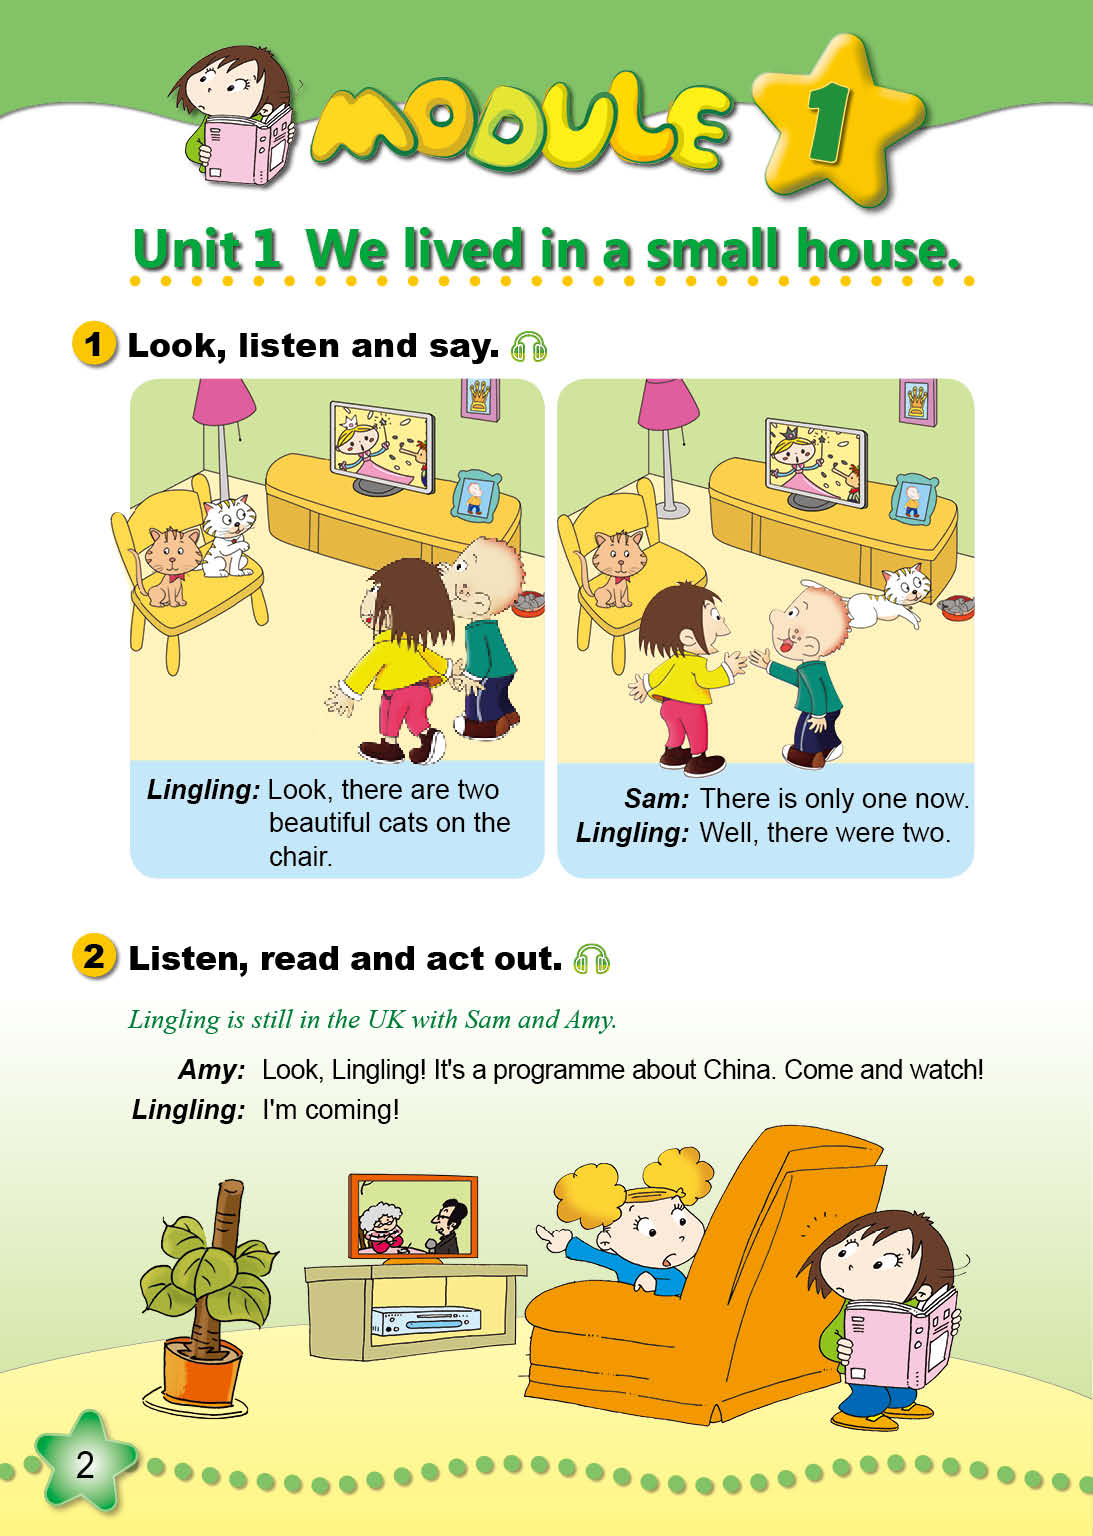 MODULE 1
Unit 1 We lived in a small house.
1 Look, listen and say.
Lingling: Look, there are two
beautiful cats on the
chair.
Sam: There is only one now.
Lingling: Well, there were two.
2 Listen, read and act out.
Lingling is still in the UK with Sam and Amy.
Amy: Look, Lingling! It's a programme about China. Come and watch!
Lingling: I'm coming!
2